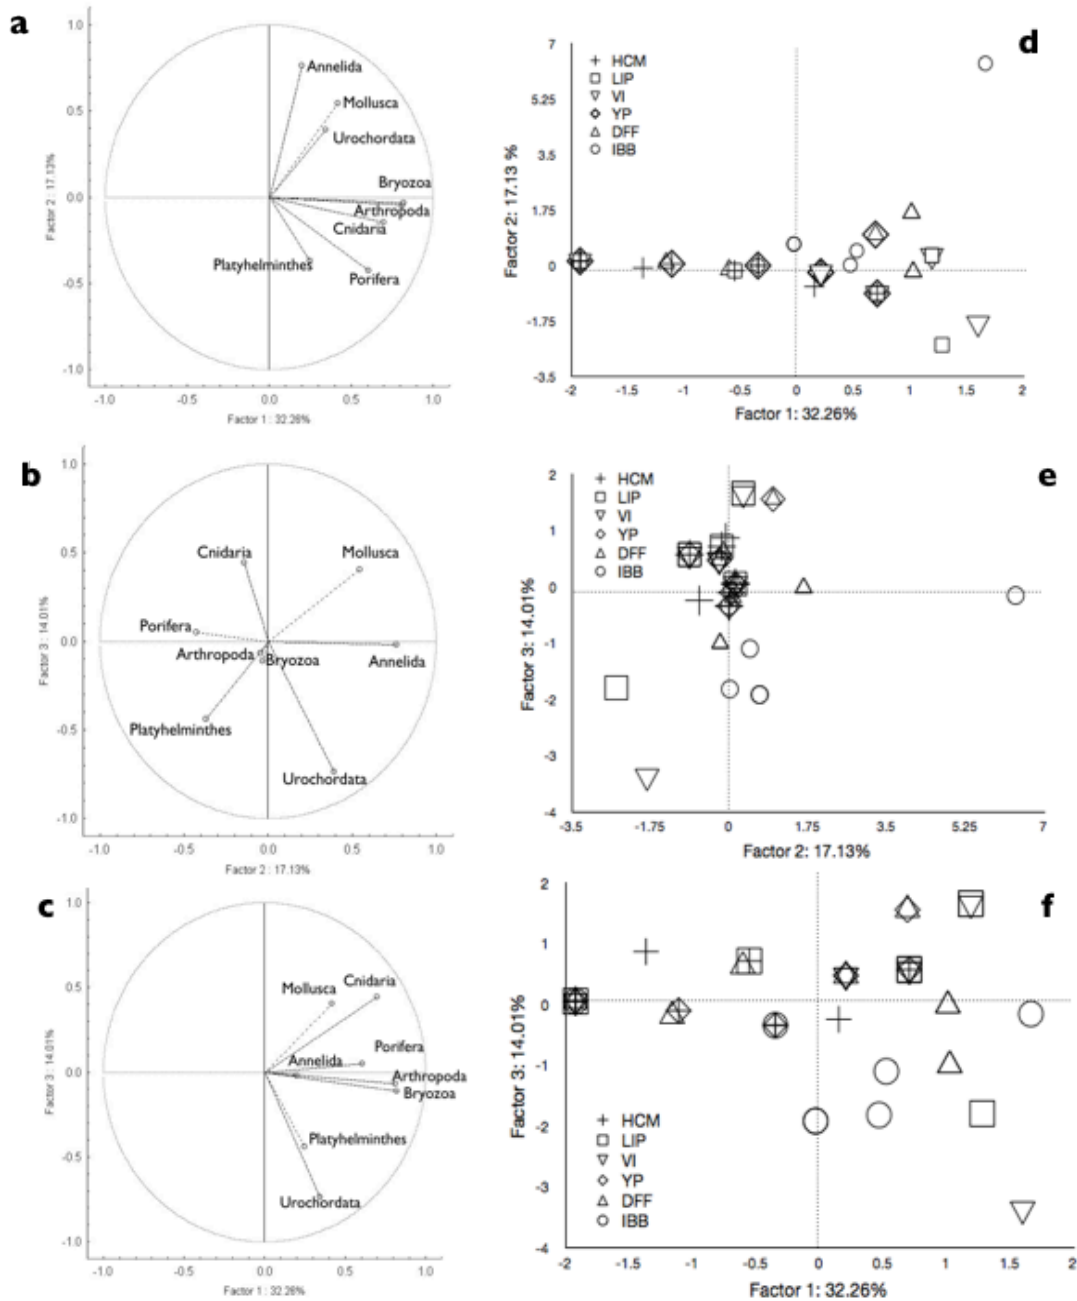 a
1.0
0.5
0.0
-0.5
-1.0
Factor 2 : 17.13%
Annelida
Mollusca
Urochordata
Bryozoa
Arthropoda
Cnidaria
Platyhelminthes
Porifera
-1.0 -0.5 0.0 0.5 1.0
Factor 1 : 32.26%
d
7
5.25
3.5
1.75
0
-1.75
-3.5
Factor 2: 17.13 %
HCM
LIP
VI
YP
DFF
IBB
-2 -1.5 -1 -0.5 0 0.5 1 1.5 2
Factor 1: 32.26%
b
1.0
0.5
0.0
-0.5
-1.0
Factor 3 : 14.01%
Cnidaria
Mollusca
Porifera
Arthropoda
Bryozoa
Annelida
Platyhelminthes
Urochordata
-1.0 -0.5 0.0 0.5 1.0
Factor 2 : 17.13%
e
2
1
0
-1
-2
-3
-4
Factor 3: 14.01%
HCM
LIP
VI
YP
DFF
IBB
-3.5 -1.75 0 1.75 3.5 5.25 7
Factor 2: 17.13%
c
1.0
0.5
0.0
-0.5
-1.0
Factor 3 : 14.01%
Cnidaria
Mollusca
Porifera
Annelida
Arthropoda
Bryozoa
Platyhelminthes
Urochordata
-1.0 -0.5 0.0 0.5 1.0
Factor 1 : 32.26%
f
2
1
0
-1
-2
-3
-4
Factor 3: 14.01%
HCM
LIP
VI
YP
DFF
IBB
-2 -1.5 -1 -0.5 0 0.5 1 1.5 2
Factor 1: 32.26%